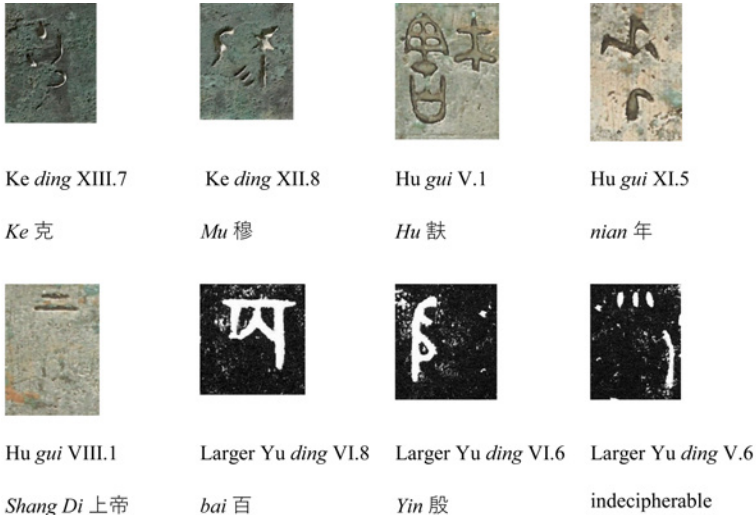 Ke ding XIII.7 Ke ding XII.8 Hu gui V.1 Hu gui XI.5
Ke 克 Mu 穆 Hu 㝬 nian 年
Hu gui VIII.1 Larger Yu ding VI.8 Larger Yu ding VI.6 Larger Yu ding V.6
Shang Di 上帝 bai 百 Yin 殷 indecipherable